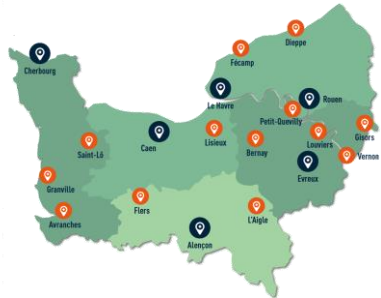 Dieppe
Fécamp
Cherbourg
Le Havre
Rouen
Petit-Quevilly
Gisors
Caen
Lisieux
Louviers
Saint-Lô
Bernay
Vernon
Evreux
Granville
Flers
Avranches
L'Aigle
Alençon